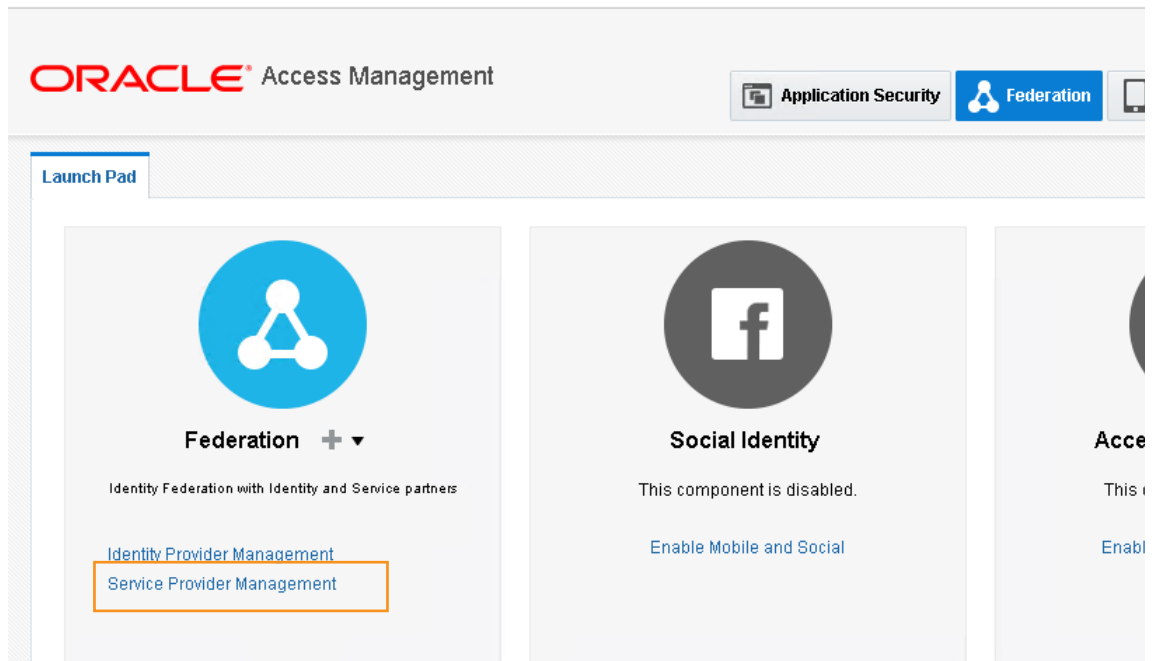 ORACLE Access Management
Application Security
Federation
Launch Pad
Federation
Identity Federation with Identity and Service partners
Identity Provider Management
Service Provider Management
Social Identity
This component is disabled.
Enable Mobile and Social
This